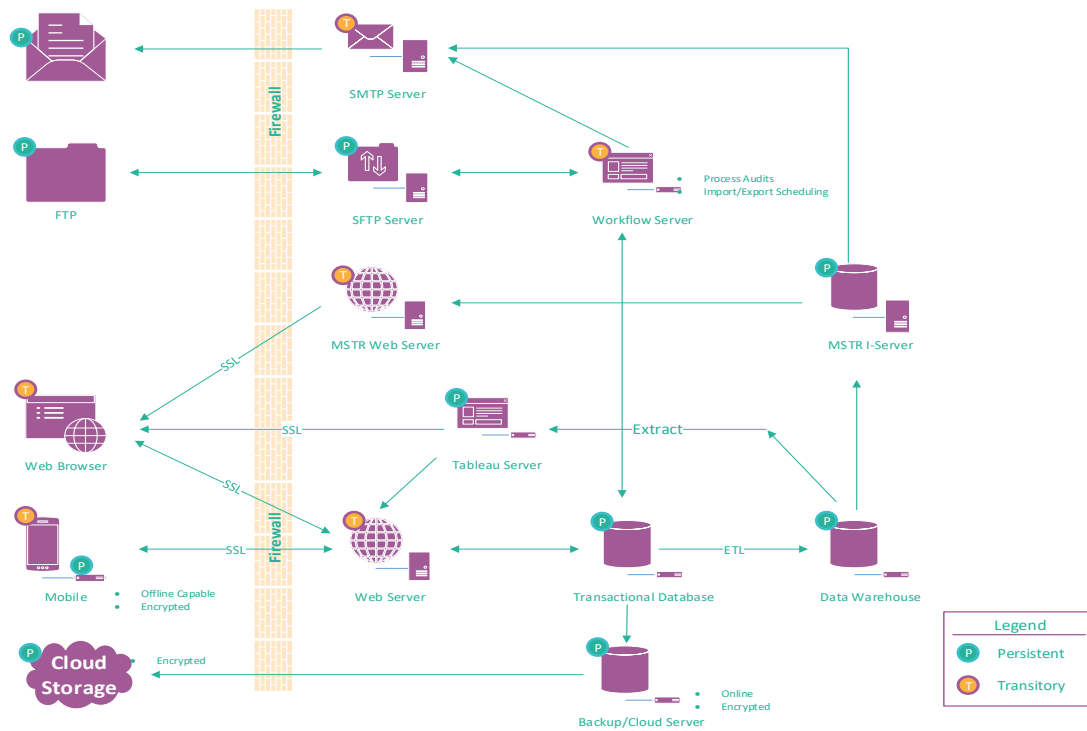 P
T
SMTP Server
Firewall
P
FTP
P
SFTP Server
T
Workflow Server
Process Audits
Import/Export Scheduling
T
MSTR Web Server
P
MSTR I-Server
SSL
T
Web Browser
SSL
P
Tableau Server
Extract
SSL
T
P
Mobile
Offline Capable
Encrypted
SSL
Firewall
T
Web Server
P
Transactional Database
ETL
P
Data Warehouse
P
Cloud
Storage
Encrypted
P
Backup/Cloud Server
Online
Encrypted
Legend
P Persistent
T Transitory